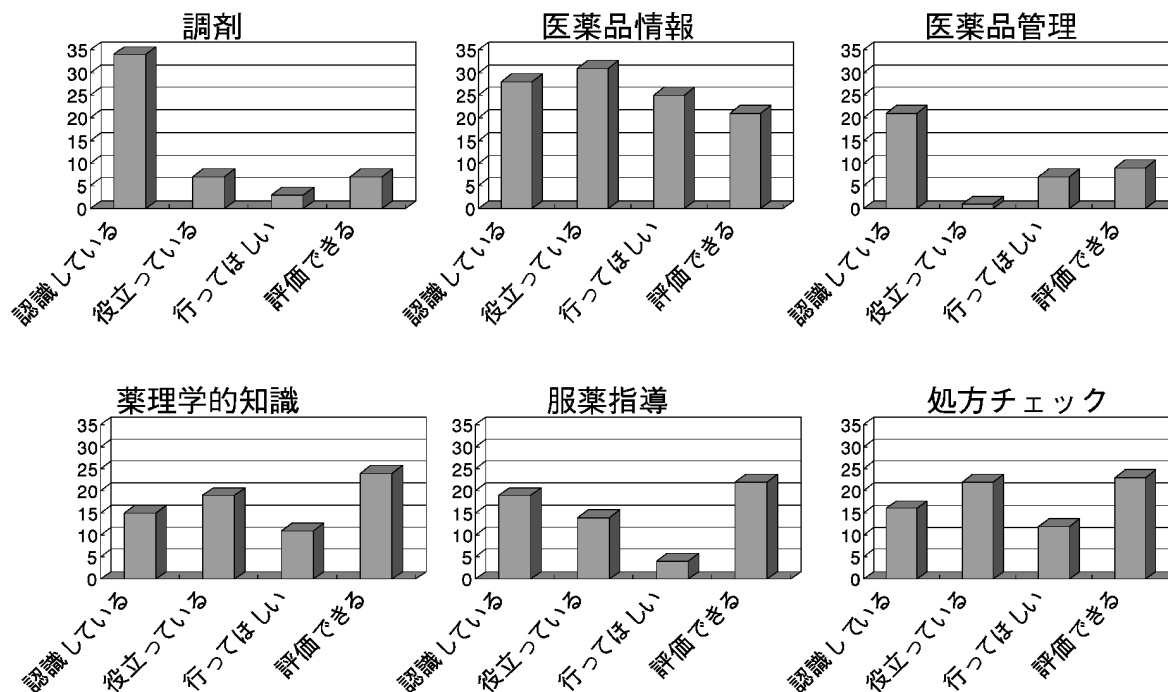 調剤
35
30
25
20
15
10
5
0
認識している
役立っている
行ってほしい
評価できる
医薬品情報
35
30
25
20
15
10
5
0
認識している
役立っている
行ってほしい
評価できる
医薬品管理
35
30
25
20
15
10
5
0
認識している
役立っている
行ってほしい
評価できる
薬理学的知識
35
30
25
20
15
10
5
0
認識している
役立っている
行ってほしい
評価できる
服薬指導
35
30
25
20
15
10
5
0
認識している
役立っている
行ってほしい
評価できる
処方チェック
35
30
25
20
15
10
5
0
認識している
役立っている
行ってほしい
評価できる